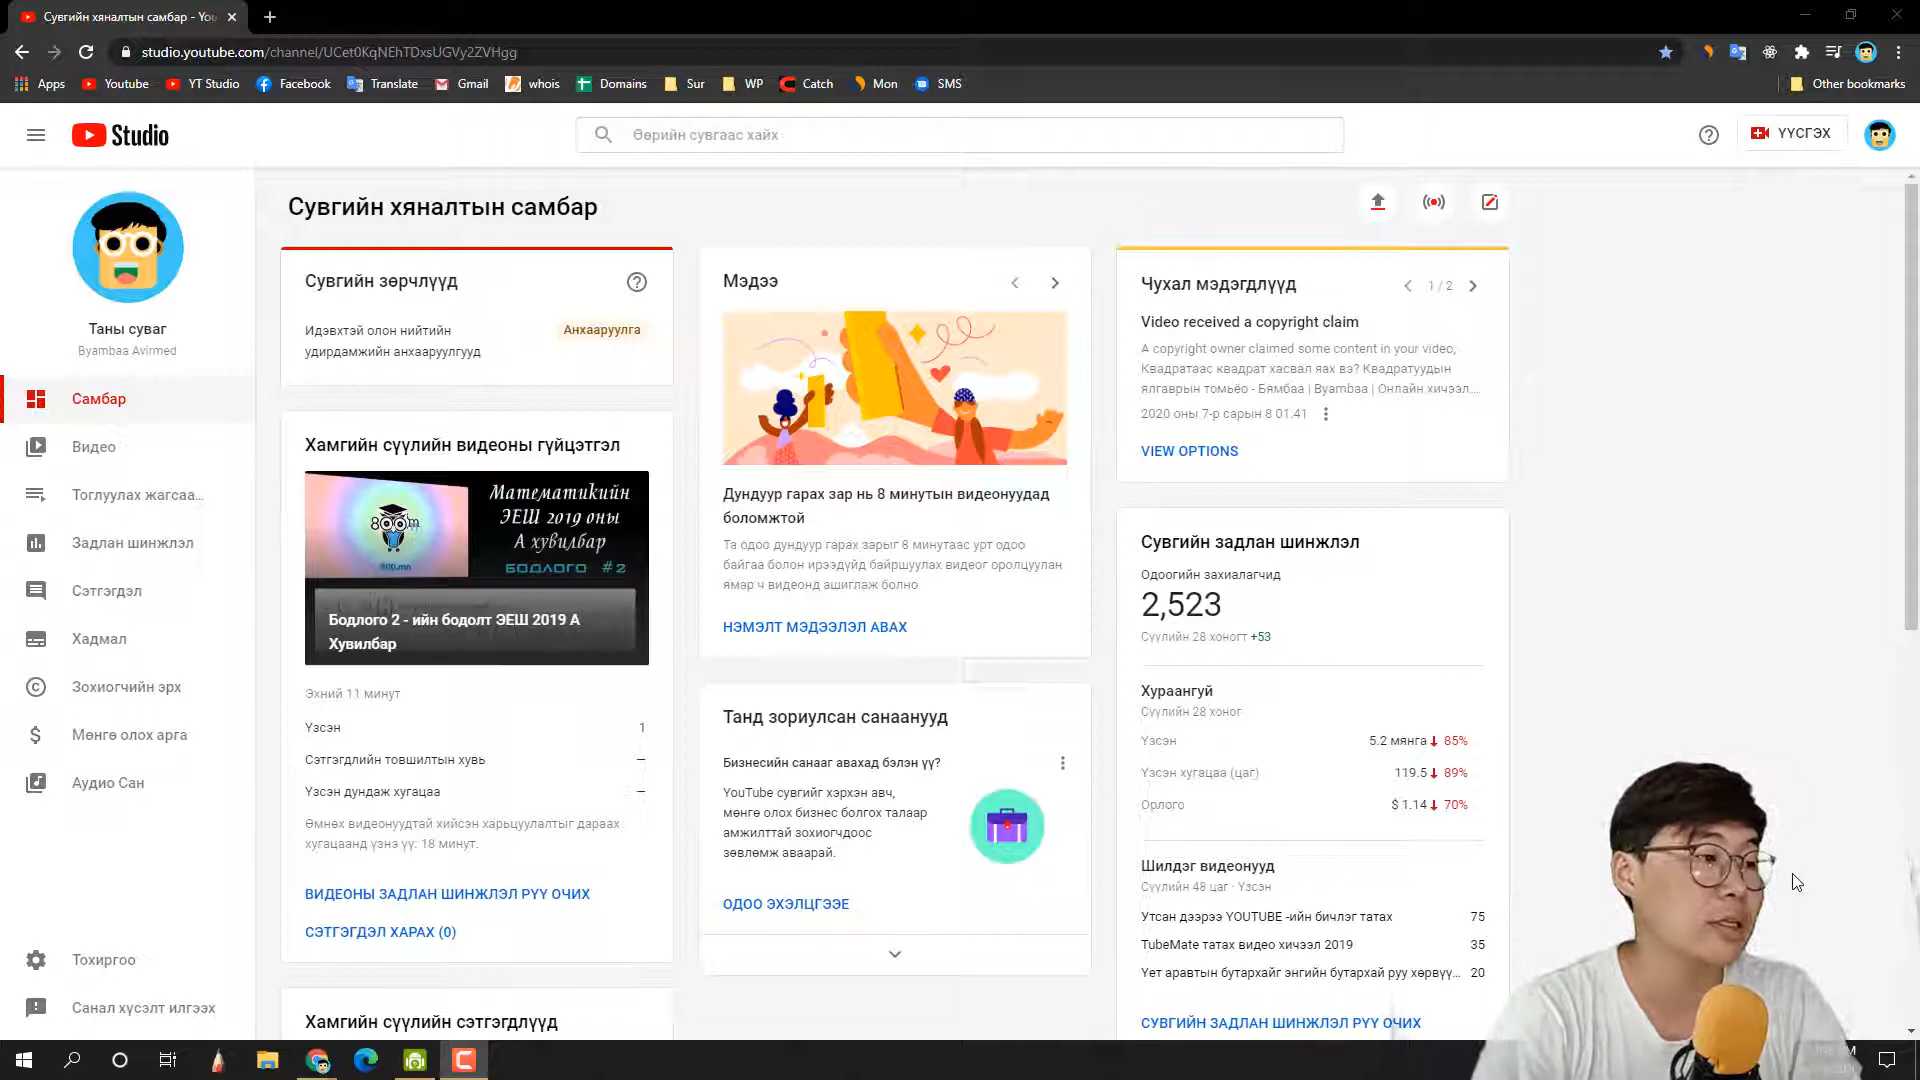 Сувгийн хяналтын самбар - You
studio.youtube.com/channel/UCet0KqNEhTDxsUGVy2ZVHgg
Apps Youtube YT Studio Facebook Translate Gmail whois Domains Sur WP Catch Mon SMS Other bookmarks
Studio
Өөрийн сувгаас хайх
ҮҮСГЭХ
Таны суваг
Byambaa Avirmed
Самбар
Видео
Тоглуулах жагсаа...
Задлан шинжлэл
Сэтгэгдэл
Хадмал
Зохиогчийн эрх
Мөнгө олох арга
Аудио Сан
Тохиргоо
Санал хүсэлт илгээх
Сувгийн хяналтын самбар
Сувгийн зөрчлүүд
Идэвхтэй олон нийтийн
удирдамжийн анхааруулгууд
Анхааруулга
Хамгийн сүүлийн видеоны гүйцэтгэл
Математикийн
ЭЕШ 2019 оны
А хувилбар
БОДЛОГО #2
800.mn
Бодлого 2 - ийн бодолт ЭЕШ 2019 А
Хувилбар
Эхний 11 минут
Үзсэн 1
Сэтгэгдлийн товшилтын хувь —
Үзсэн дундаж хугацаа —
Өмнөх видеонуудтай хийсэн харьцуулалтыг дараах
хугацаанд үзнэ үү: 18 минут.
ВИДЕОНЫ ЗАДЛАН ШИНЖЛЭЛ РҮҮ ОЧИХ
СЭТГЭГДЭЛ ХАРАХ (0)
Хамгийн сүүлийн сэтгэгдлүүд
Мэдээ
Дундуур гарах зар нь 8 минутын видеонуудад
боломжтой
Та одоо дундуур гарах зарыг 8 минутаас урт одоо
байгаа болон ирээдүйд байршуулах видеог оролцуулан
ямар ч видеонд ашиглаж болно
НЭМЭЛТ МЭДЭЭЛЭЛ АВАХ
Танд зориулсан санаанууд
Бизнесийн санааг авахад бэлэн үү?
YouTube сувгийг хэрхэн авч,
мөнгө олох бизнес болгох талаар
амжилттай зохиогчдоос
зөвлөмж аваарай.
ОДОО ЭХЭЛЦГЭЭЕ
Чухал мэдэгдлүүд
1 / 2
Video received a copyright claim
A copyright owner claimed some content in your video,
Квадратаас квадрат хасвал яах вэ? Квадратуудын
ялгаврын томьёо - Бямбаа | Byambaa | Онлайн хичээл...
2020 оны 7-р сарын 8 01.41
VIEW OPTIONS
Сувгийн задлан шинжлэл
Одоогийн захиалагчид
2,523
Сүүлийн 28 хоногт +53
Хураангуй
Сүүлийн 28 хоног
Үзсэн 5.2 мянга 85%
Үзсэн хугацаа (цаг) 119.5 89%
Орлого $ 1.14 70%
Шилдэг видеонууд
Сүүлийн 48 цаг · Үзсэн
Утсан дээрээ YOUTUBE -ийн бичлэг татах 75
TubeMate татах видео хичээл 2019 35
Үет аравтын бутархайг энгийн бутархай руу хөрвүү... 20
СУВГИЙН ЗАДЛАН ШИНЖЛЭЛ РҮҮ ОЧИХ